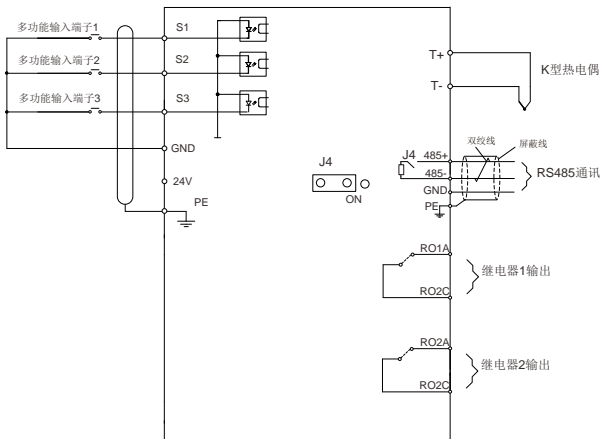 多功能输入端子1
S1
多功能输入端子2
S2
多功能输入端子3
S3
GND
24V
PE
J4
ON
T+
T-
K型热电偶
双绞线
屏蔽线
J4
485+
485-
GND
PE
RS485通讯
RO1A
RO2C
继电器1输出
RO2A
RO2C
继电器2输出